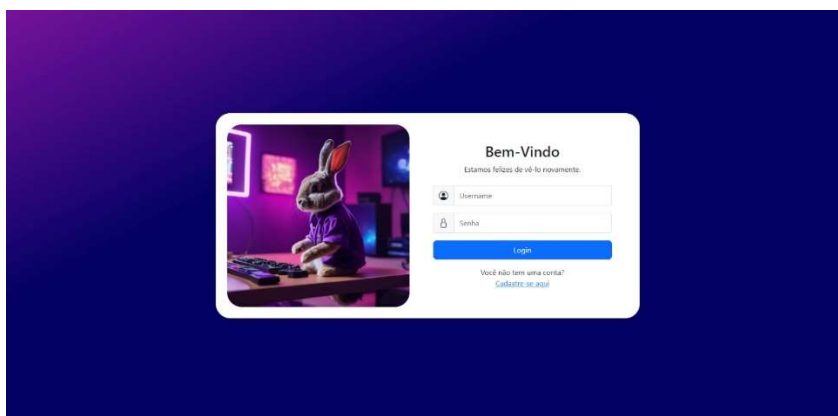 Bem-Vindo
Estamos felizes de vê-lo novamente.
Username
Senha
Login
Você não tem uma conta?
Cadastre-se aqui